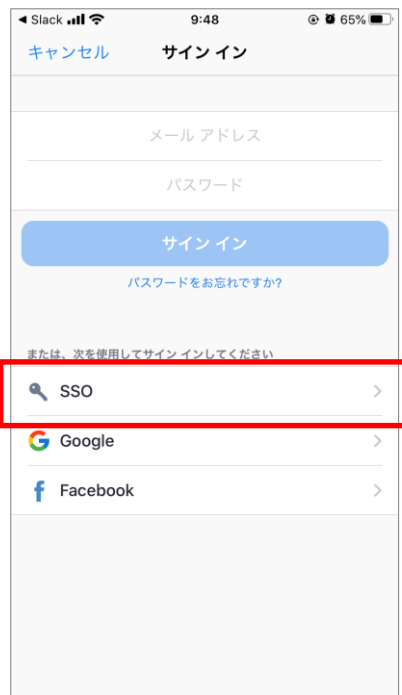 Slack 9:48 65%
キャンセル サイン イン
メール アドレス
パスワード
サイン イン
パスワードをお忘れですか?
または、次を使用してサイン インしてください
SSO
Google
Facebook